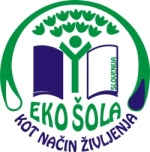 SLOVENIJA
EKO ŠOLA
KOT NAČIN ŽIVLJENJA